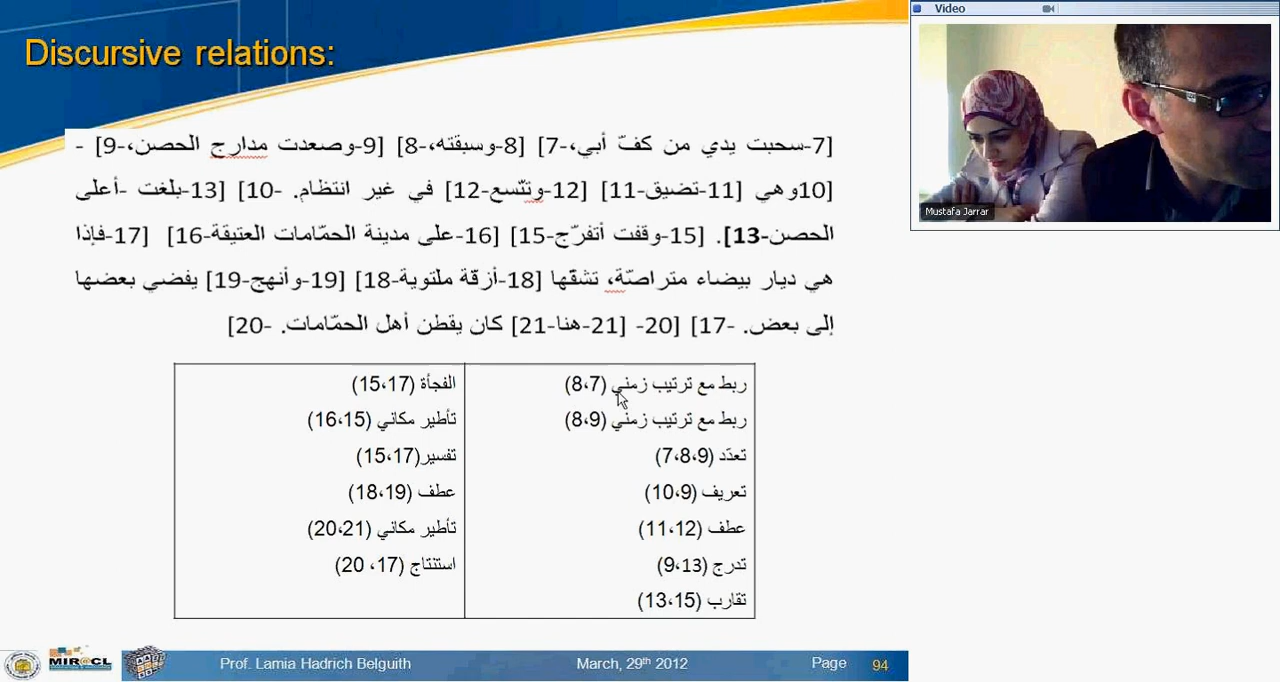 Discursive relations:
[7-سحبت يدي من كفّ أبي،-7] [8-وسبقته،-8] [9-وصعدت مدارج الحصن،-9] -
[10وهي [11-تضيق-11] [12-وتتّسع-12] في غير انتظام. -10] [13-بلغت -أعلى
الحصن-13]. [15-وقفت أتفرّج-15] [16-على مدينة الحمّامات العتيقة-16] [17-فإذا
هي ديار بيضاء متراصّة، تشقّها [18-أزقّة ملتوية-18] [19-وأنهج-19] يفضي بعضها
إلى بعض. -17] [20- [21-هنا-21] كان يقطن أهل الحمّامات. -20]
ربط مع ترتيب زمني (8،7)
ربط مع ترتيب زمني (8،9)
تعدّد (7،8،9)
تعريف (10،9)
عطف (11،12)
تدرج (9،13)
تقارب (13،15)
الفجأة (15،17)
تأطير مكاني (16،15)
تفسير(15،17)
عطف (18،19)
تأطير مكاني (20،21)
استنتاج (17، 20)
MIR@CL
Prof. Lamia Hadrich Belguith
March, 29th 2012
Page 94
Video
Mustafa Jarrar